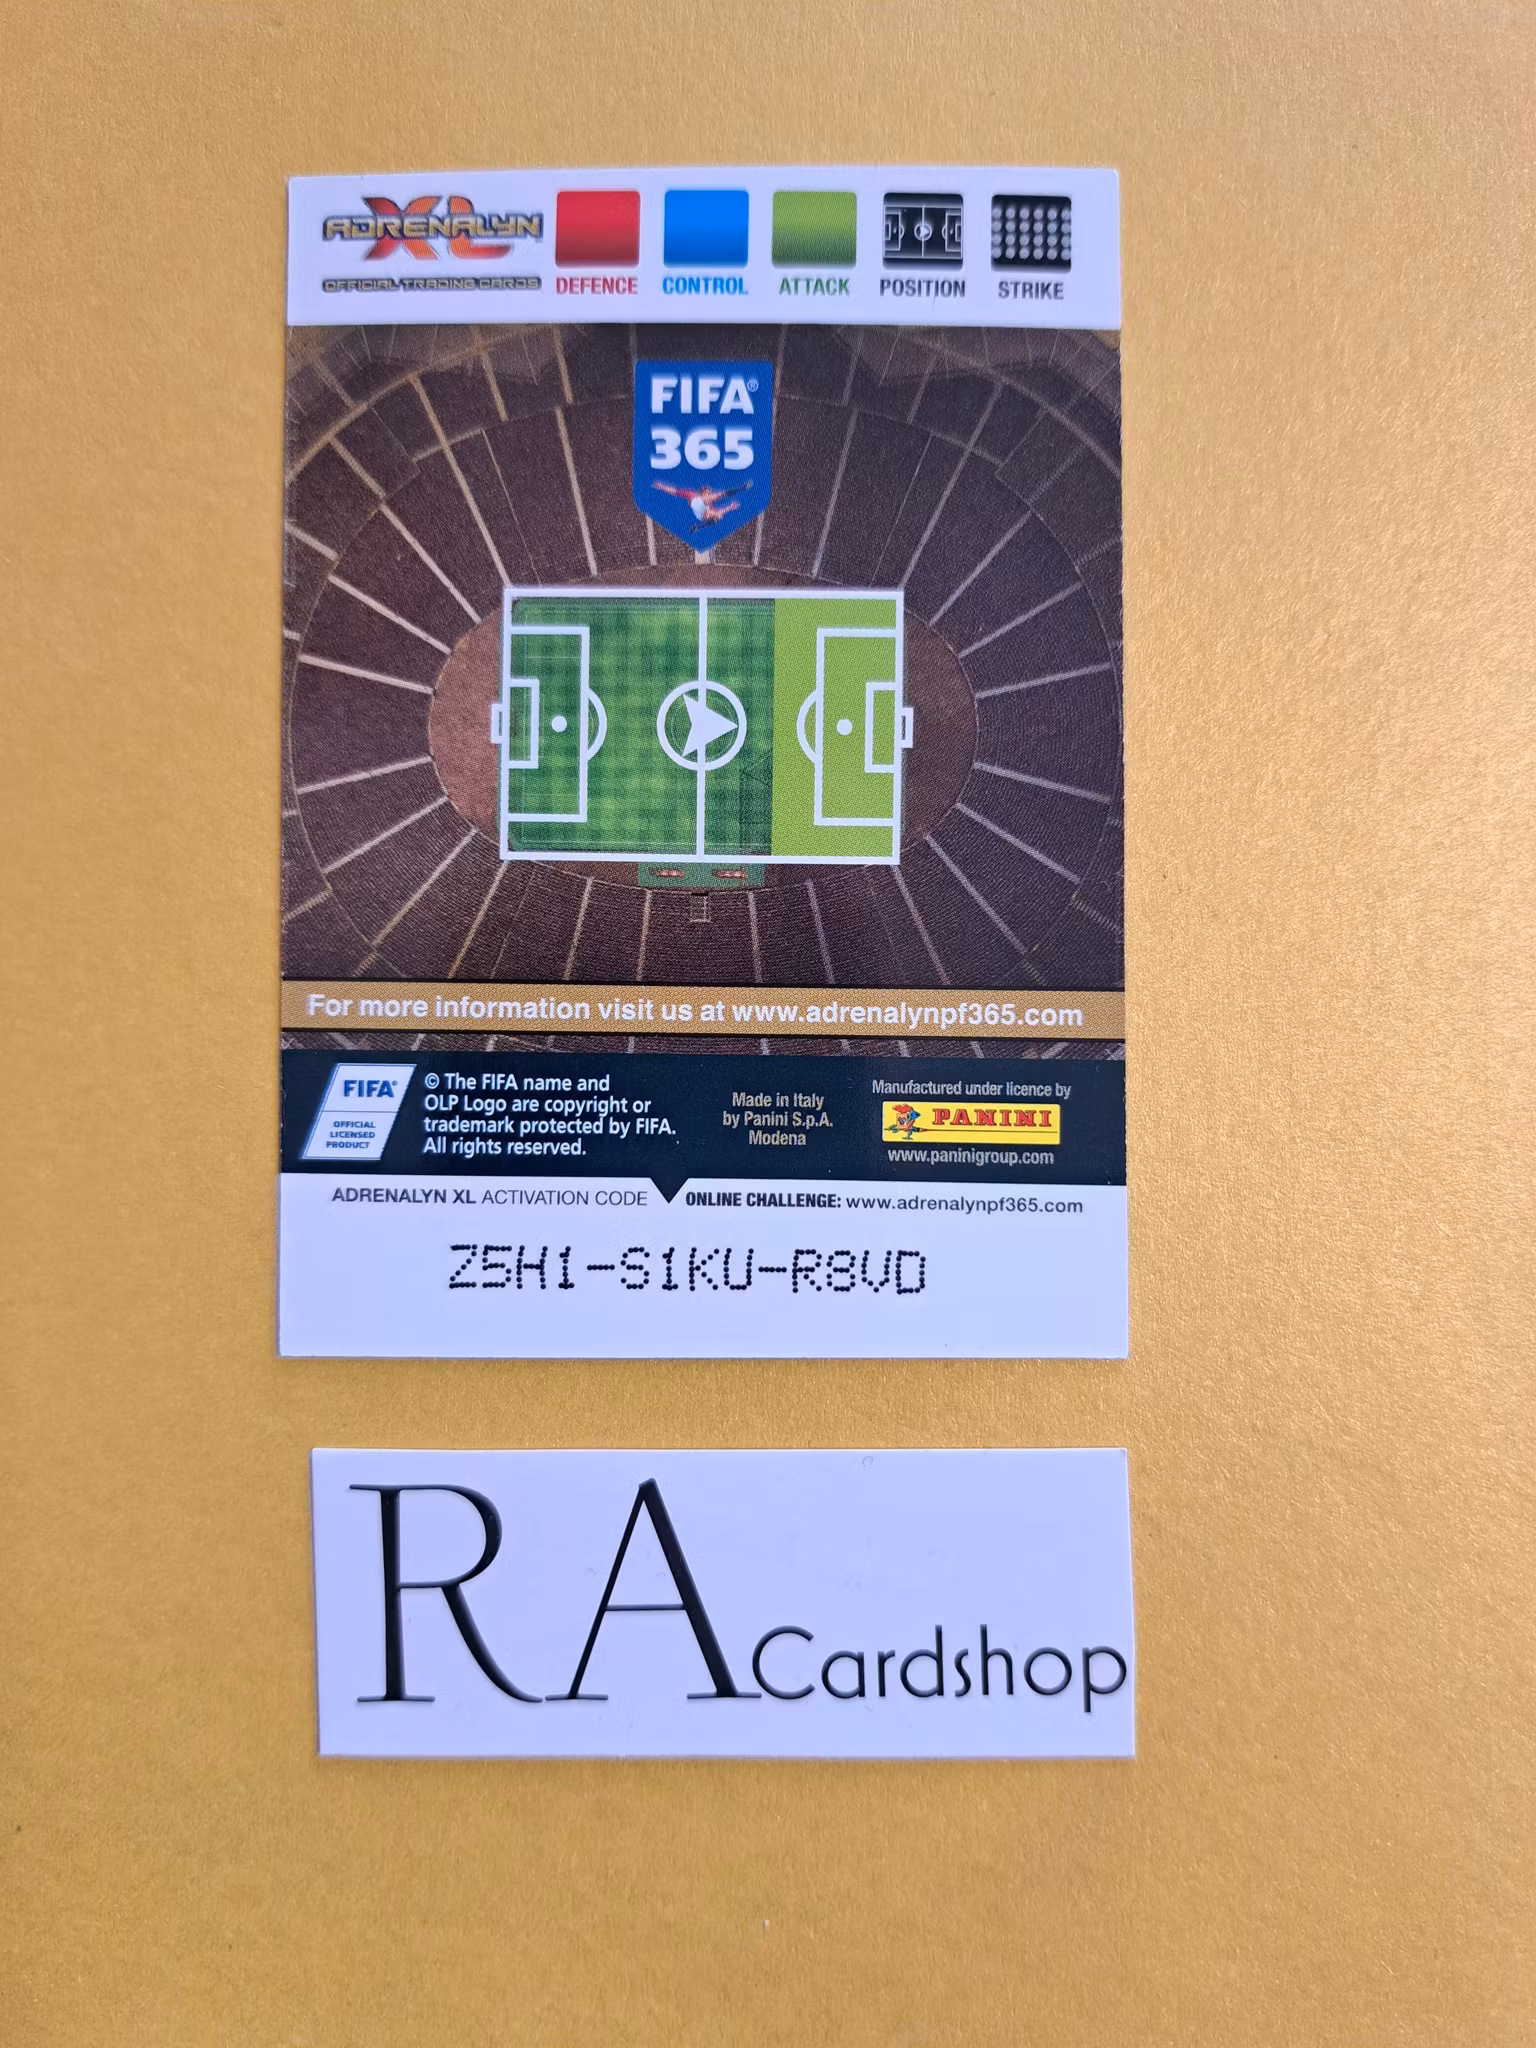 ADRENALYN XL
OFFICIAL TRADING CARDS
DEFENCE CONTROL ATTACK POSITION STRIKE
FIFA®
365
For more information visit us at www.adrenalynpf365.com
FIFA®
OFFICIAL
LICENSED
PRODUCT
© The FIFA name and
OLP Logo are copyright or
trademark protected by FIFA.
All rights reserved.
Made in Italy
by Panini S.p.A.
Modena
Manufactured under licence by
PANINI
www.paninigroup.com
ADRENALYN XL ACTIVATION CODE ONLINE CHALLENGE: www.adrenalynpf365.com
Z5H1-S1KU-R8VD
RA Cardshop